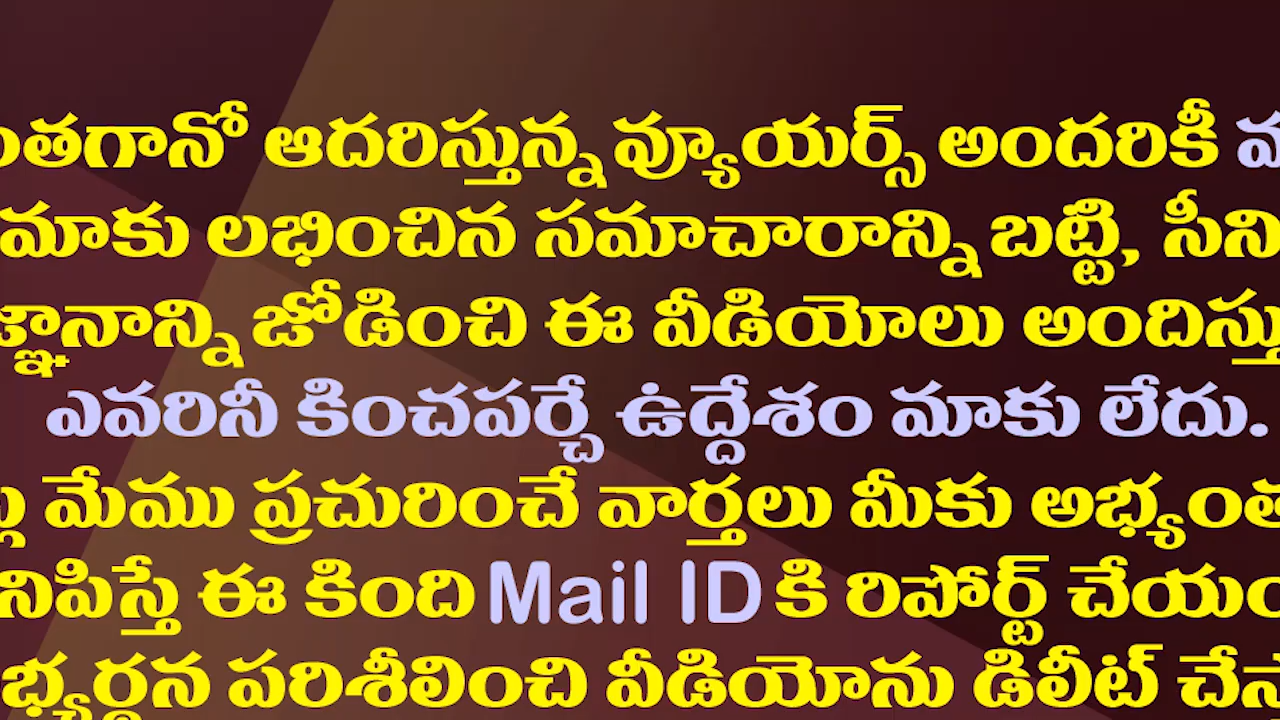 ంతగానో ఆదరిస్తున్న వ్యూయర్స్ అందరికీ
మాకు లభించిన సమాచారాన్ని బట్టి, సీని
జ్ఞానాన్ని జోడించి ఈ వీడియోలు అందిస్తు
ఎవరినీ కించపర్చే ఉద్దేశం మాకు లేదు.
ల్ల మేము ప్రచురించే వార్తలు మీకు అభ్యంత
నిపిస్తే ఈ కింది Mail ID కి రిపోర్ట్ చేయం
భ్యర్థన పరిశీలించి వీడియోను డిలీట్ చేస